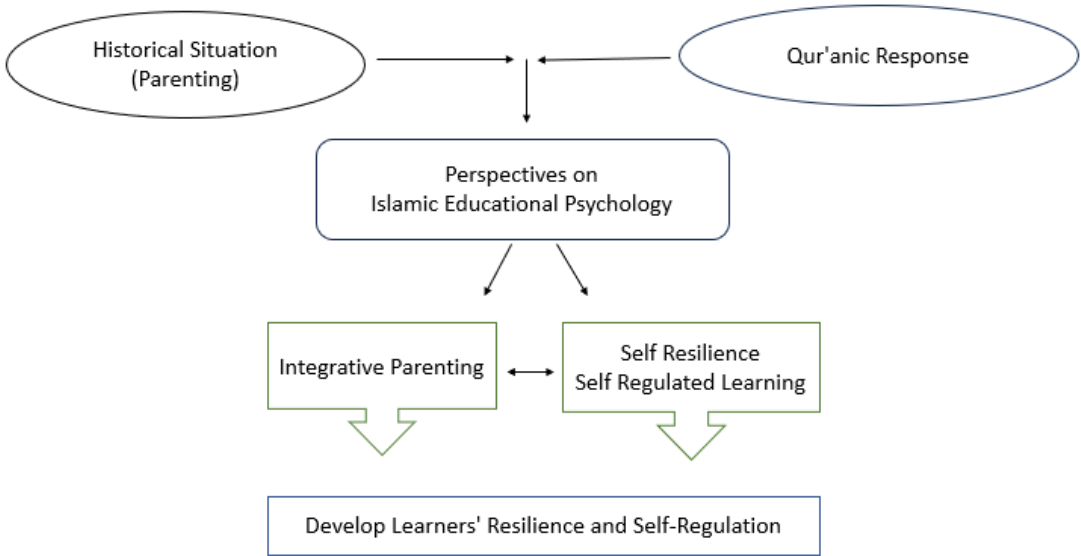 Historical Situation
(Parenting)
Qur'anic Response
Perspectives on
Islamic Educational Psychology
Integrative Parenting
Self Resilience
Self Regulated Learning
Develop Learners' Resilience and Self-Regulation